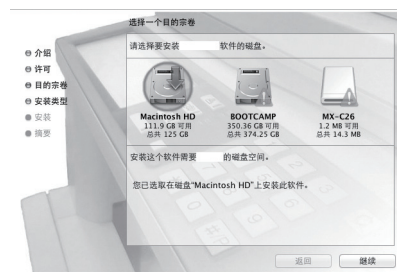 选择一个目的宗卷
请选择要安装 软件的磁盘。
介绍
许可
目的宗卷
安装类型
安装
摘要
Macintosh HD
111.9 GB 可用
总共 125 GB
BOOTCAMP
350.36 GB 可用
总共 374.25 GB
MX-C26
1.2 MB 可用
总共 14.3 MB
安装这个软件需要 的磁盘空间。
您已选取在磁盘“Macintosh HD”上安装此软件。
返回
继续